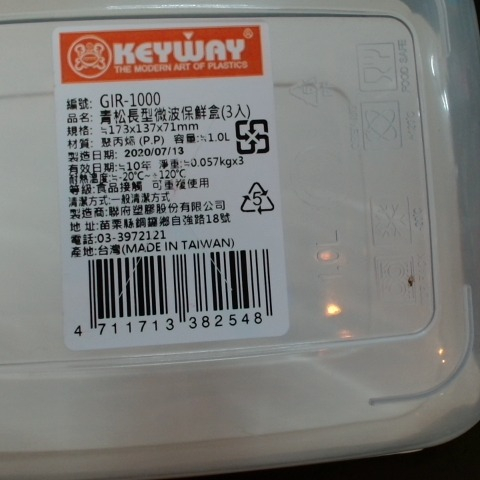 KEYWAY
THE MODERN ART OF PLASTICS
編號: GIR-1000
品名: 青松長型微波保鮮盒(3入)
規格: ≒173x137x71mm
材質: 聚丙烯 (P.P) 容量:≒1.0L
製造日期: 2020/07/13
有效日期: ≒10年 淨重:≒0.057kgx3
耐熱溫度:≒-20°C~≒120°C
等級:食品接觸 可重複使用
清潔方式:一般清潔方式
製造商: 聯府塑膠股份有限公司
地 址: 苗栗縣銅鑼鄉自強路18號
電話:03-3972121
產地:台灣(MADE IN TAIWAN)
5
4 711713 382548
FOOD SAFE
1.0L